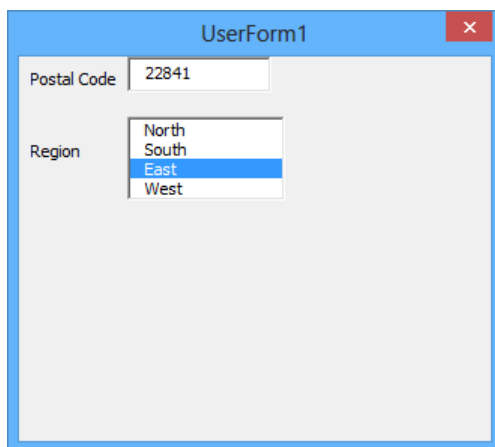 UserForm1
Postal Code 22841
Region
North
South
East
West